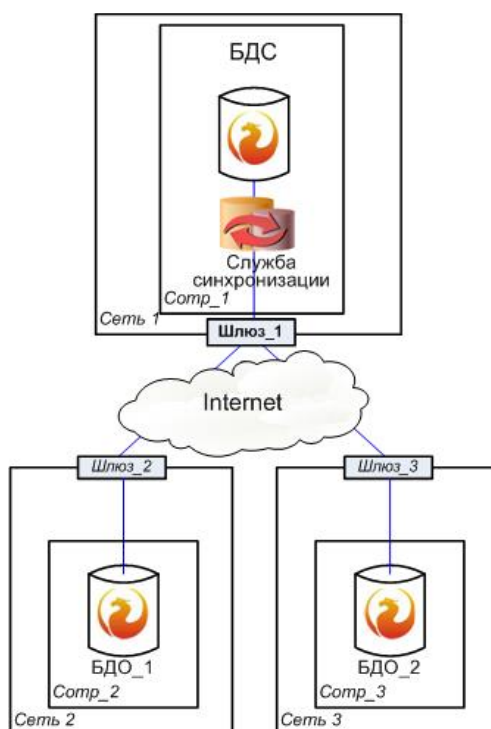 БДС
Служба
синхронизации
Comp_1
Сеть 1
Шлюз_1
Internet
Шлюз_2
Шлюз_3
БДО_1
Comp_2
Сеть 2
БДО_2
Comp_3
Сеть 3